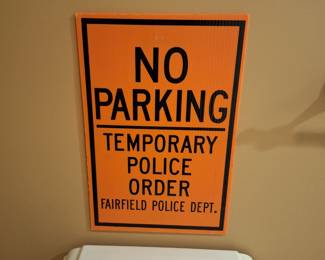 NO
PARKING
TEMPORARY
POLICE
ORDER
FAIRFIELD POLICE DEPT.